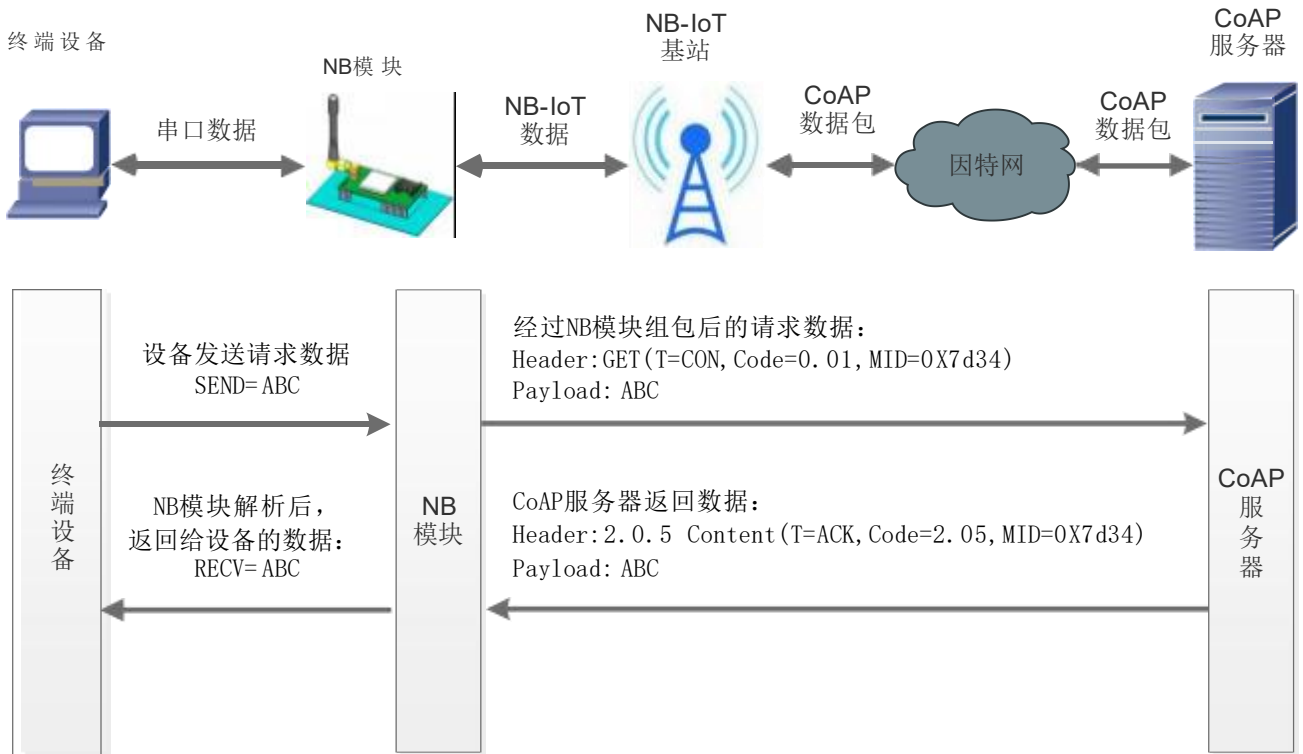 终端设备
NB模块
NB-IoT
基站
CoAP
服务器
串口数据
NB-IoT
数据
CoAP
数据包
因特网
CoAP
数据包
设备发送请求数据
SEND=ABC
经过NB模块组包后的请求数据：
Header:GET(T=CON,Code=0.01,MID=0X7d34)
Payload: ABC
终端设备
NB模块解析后，
返回给设备的数据：
RECV=ABC
NB
模块
CoAP服务器返回数据：
Header:2.0.5 Content(T=ACK,Code=2.05,MID=0X7d34)
Payload: ABC
CoAP
服务器